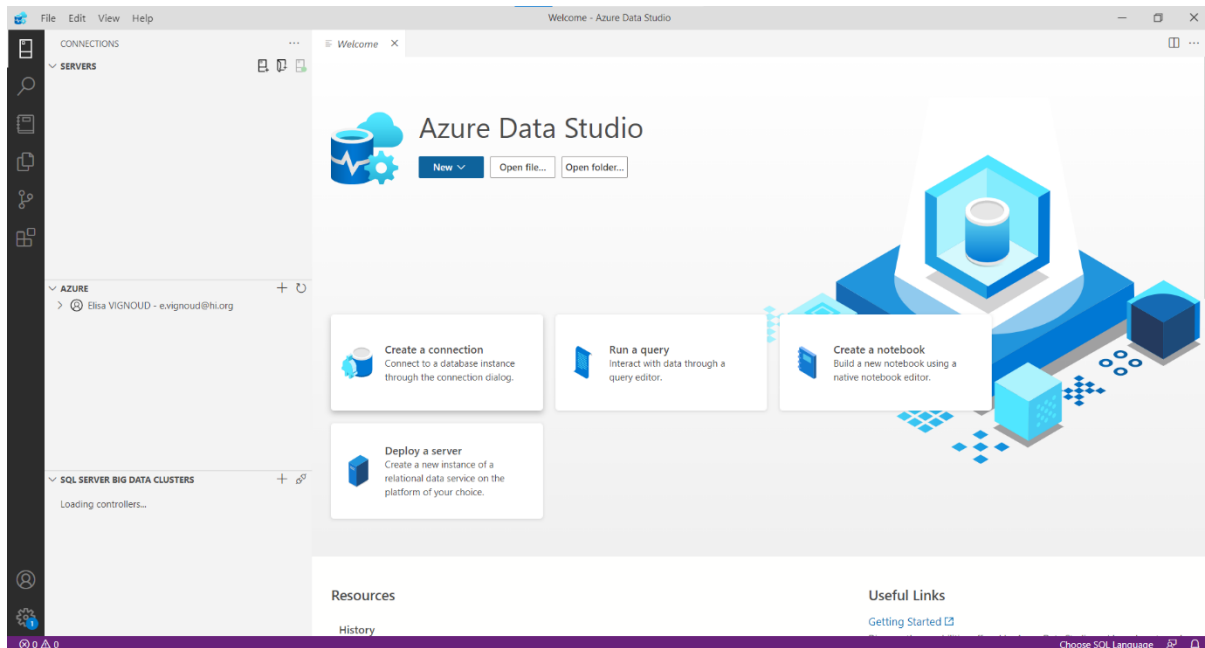 File Edit View Help
Welcome - Azure Data Studio
CONNECTIONS
SERVERS
AZURE
Elisa VIGNOUD - e.vignoud@hi.org
SQL SERVER BIG DATA CLUSTERS
Loading controllers...
1
Welcome
Azure Data Studio
New
Open file...
Open folder...
Create a connection
Connect to a database instance
through the connection dialog.
Run a query
Interact with data through a
query editor.
Create a notebook
Build a new notebook using a
native notebook editor.
Deploy a server
Create a new instance of a
relational data service on the
platform of your choice.
Resources
History
Useful Links
Getting Started
0 0
Choose SQL Language